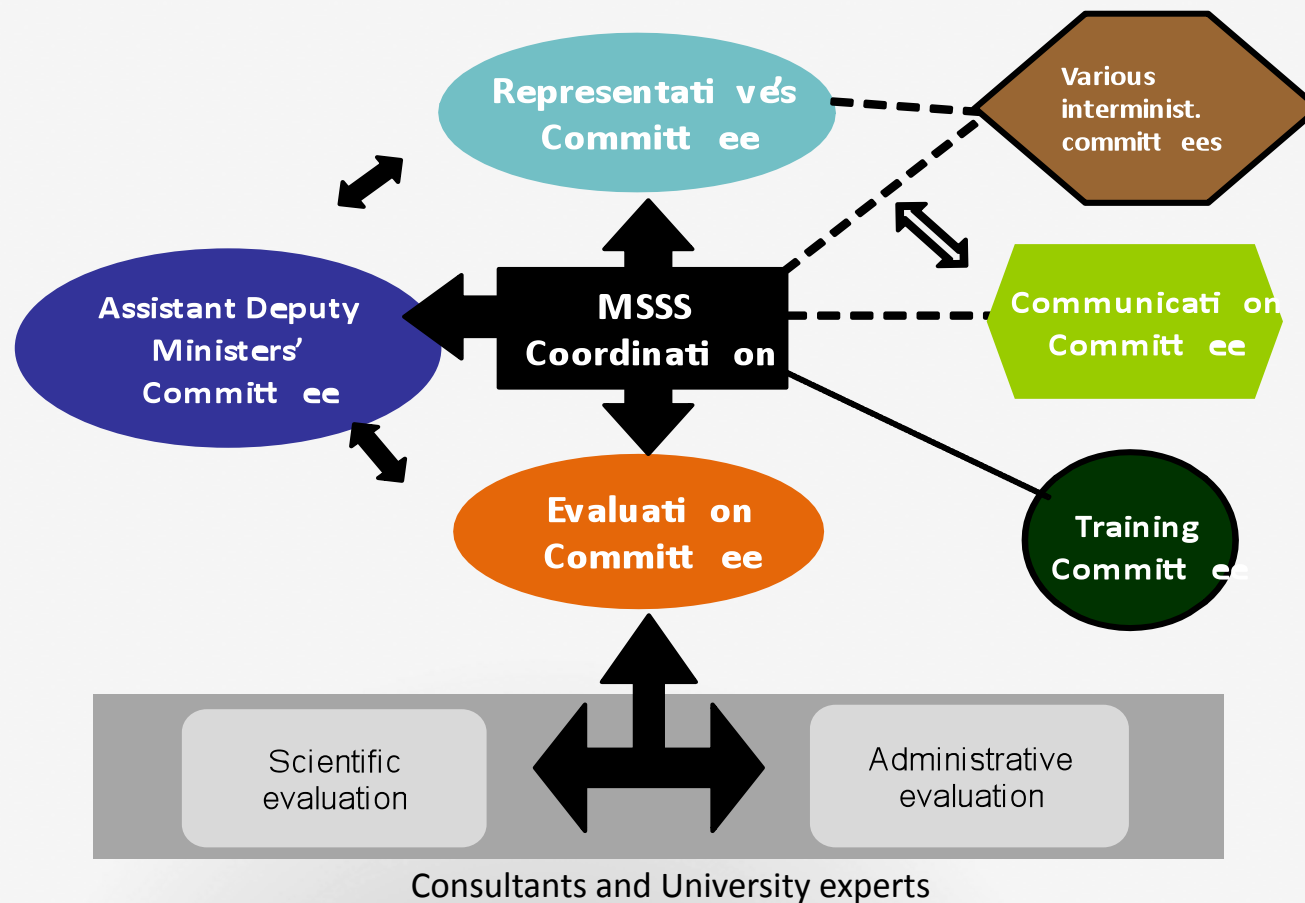 Representati ve's
Committ ee
Various
interminist.
committ ees
Assistant Deputy
Ministers’
Committ ee
MSSS
Coordinati on
Communicati on
Committ ee
Evaluati on
Committ ee
Training
Committ ee
Scientific
evaluation
Administrative
evaluation
Consultants and University experts